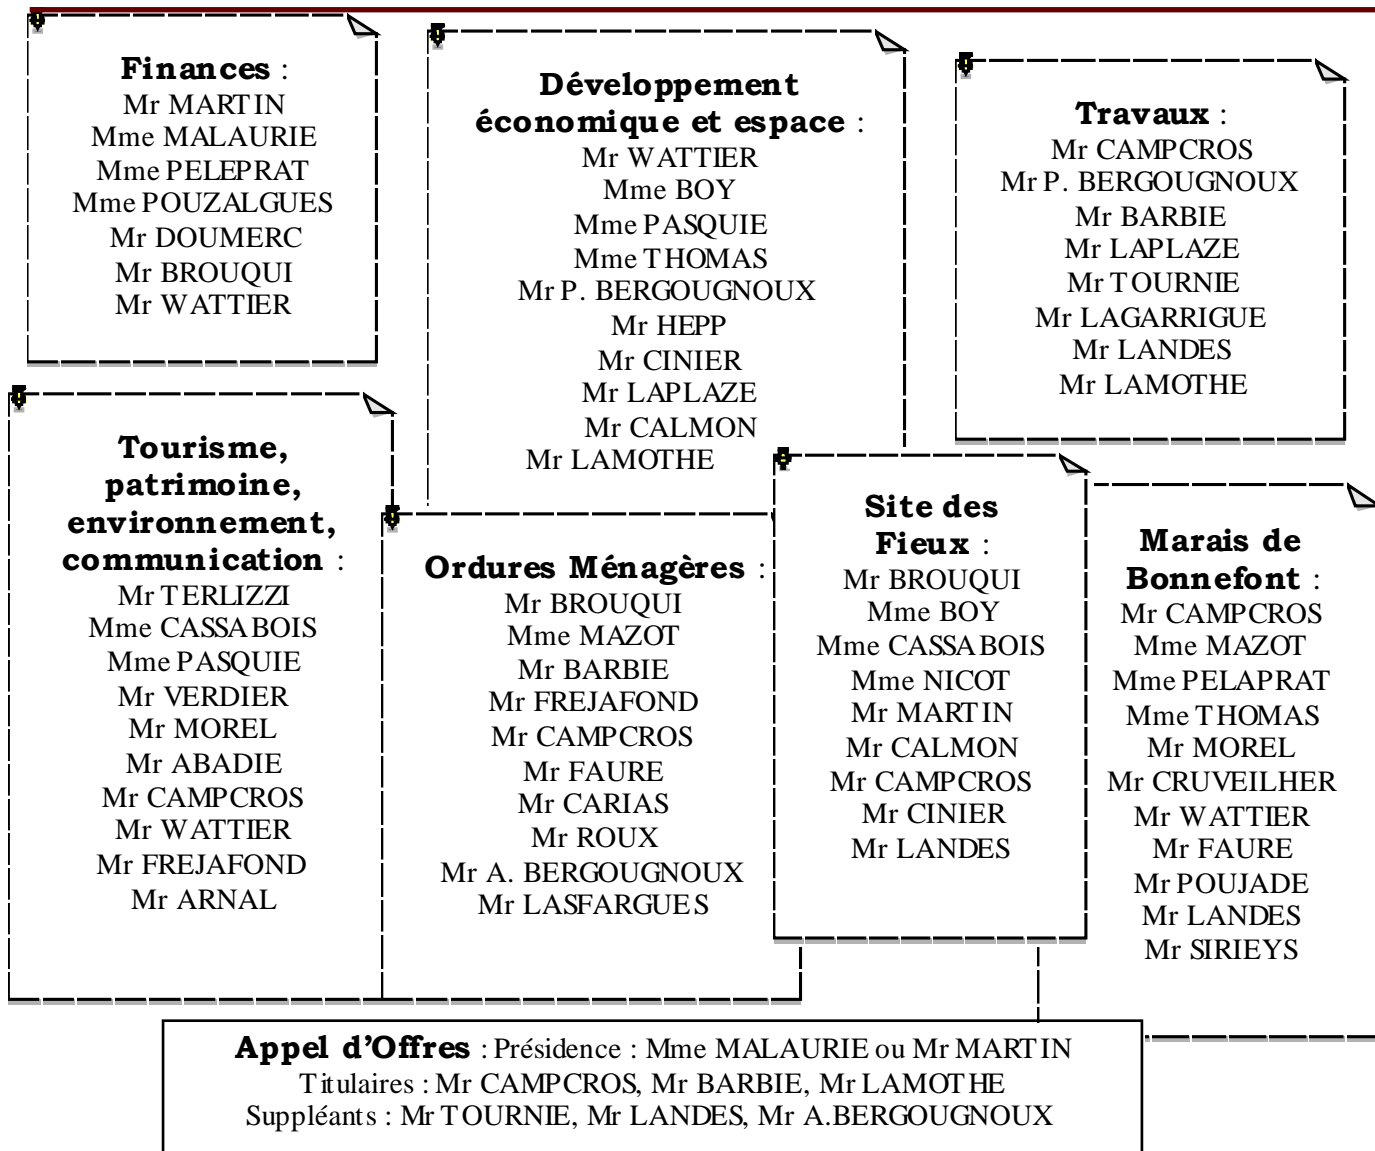 Finances :
Mr MARTIN
Mme MALAURIE
Mme PELEPRAT
Mme POUZALGUES
Mr DOUMERC
Mr BROUQUI
Mr WATTIER
Développement
économique et espace :
Mr WATTIER
Mme BOY
Mme PASQUIE
Mme THOMAS
Mr P. BERGOUGNOUX
Mr HEPP
Mr CINIER
Mr LAPLAZE
Mr CALMON
Mr LAMOTHE
Travaux :
Mr CAMPCROS
Mr P. BERGOUGNOUX
Mr BARBIE
Mr LAPLAZE
Mr TOURNIE
Mr LAGARRIGUE
Mr LANDES
Mr LAMOTHE
Tourisme,
patrimoine,
environnement,
communication :
Mr TERLIZZI
Mme CASSABOIS
Mme PASQUIE
Mr VERDIER
Mr MOREL
Mr ABADIE
Mr CAMPCROS
Mr WATTIER
Mr FREJAFOND
Mr ARNAL
Ordures Ménagères :
Mr BROUQUI
Mme MAZOT
Mr BARBIE
Mr FREJAFOND
Mr CAMPCROS
Mr FAURE
Mr CARIAS
Mr ROUX
Mr A. BERGOUGNOUX
Mr LASFARGUES
Site des
Fieux :
Mr BROUQUI
Mme BOY
Mme CASSABOIS
Mme NICOT
Mr MARTIN
Mr CALMON
Mr CAMPCROS
Mr CINIER
Mr LANDES
Marais de
Bonnefont :
Mr CAMPCROS
Mme MAZOT
Mme PELAPRAT
Mme THOMAS
Mr MOREL
Mr CRUVEILHER
Mr WATTIER
Mr FAURE
Mr POUJADE
Mr LANDES
Mr SIRIEYS
Appel d’Offres : Présidence : Mme MALAURIE ou Mr MARTIN
Titulaires : Mr CAMPCROS, Mr BARBIE, Mr LAMOTHE
Suppléants : Mr TOURNIE, Mr LANDES, Mr A.BERGOUGNOUX